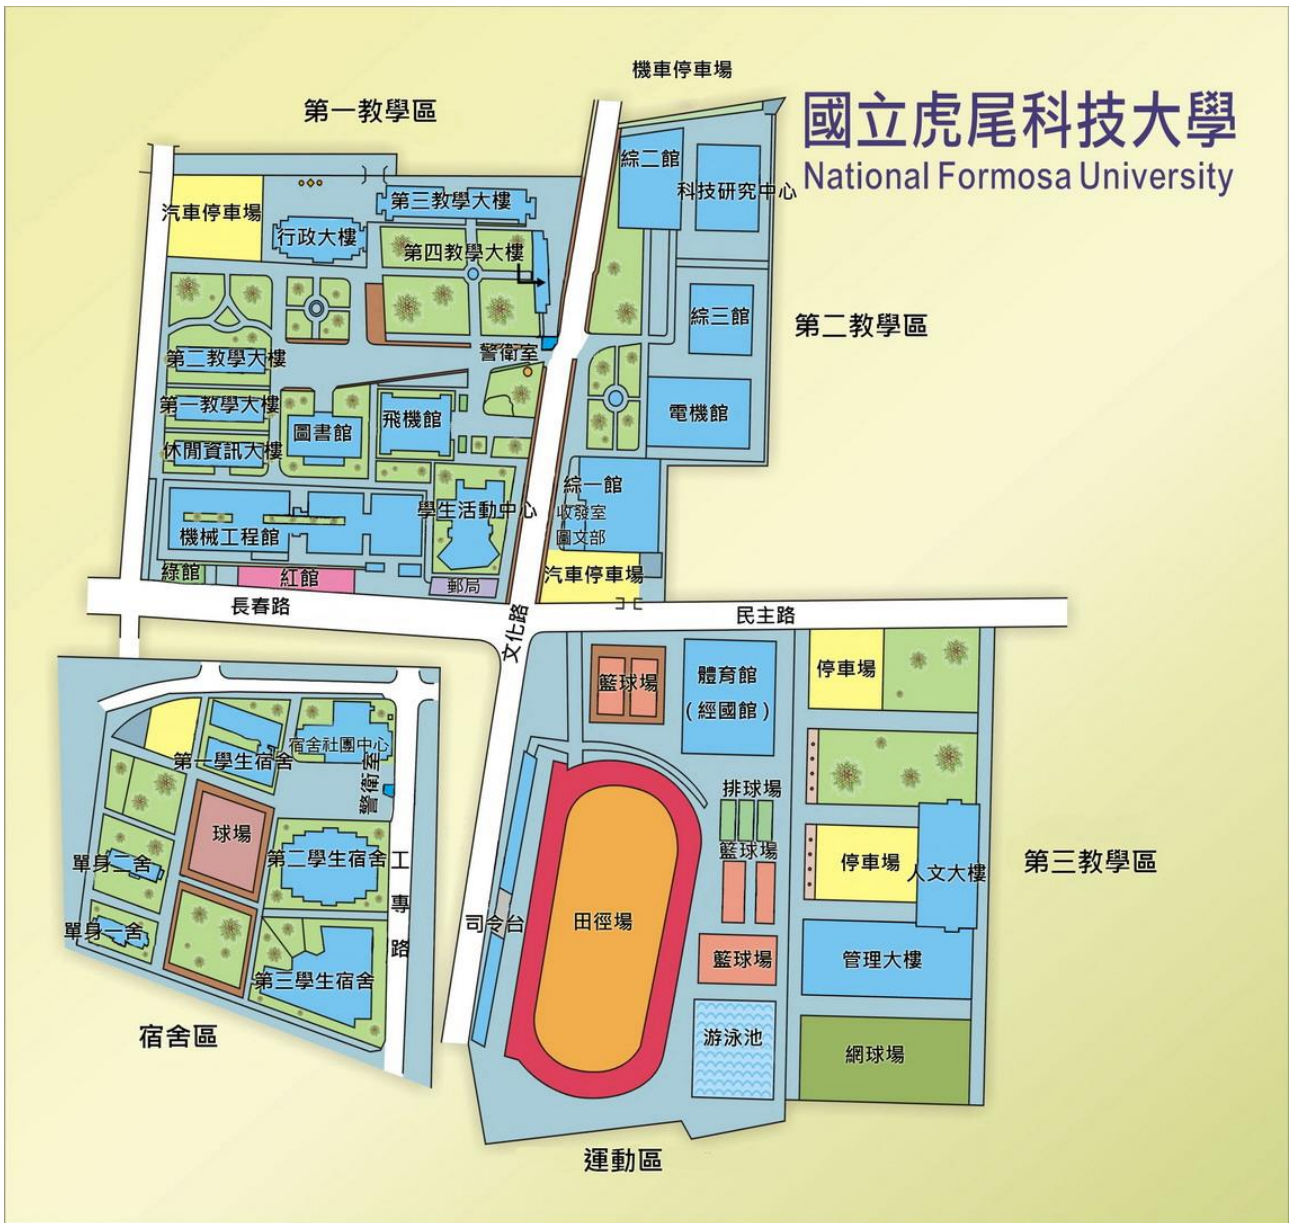 機車停車場
國立虎尾科技大學
National Formosa University
第一教學區
綜二館
科技研究中心
汽車停車場
行政大樓
第三教學大樓
第四教學大樓
綜三館
第二教學區
警衛室
第二教學大樓
第一教學大樓
圖書館
飛機館
電機館
休閒資訊大樓
學生活動中心
綜一館
收發室
圖文部
機械工程館
汽車停車場
綠館
紅館
郵局
長春路
文化路
民主路
籃球場
體育館
(經國館)
停車場
第一學生宿舍
宿舍社團中心
警衛室
球場
排球場
籃球場
單身二舍
第二學生宿舍
工專路
停車場
人文大樓
第三教學區
單身一舍
司令台
田徑場
籃球場
管理大樓
第三學生宿舍
宿舍區
游泳池
網球場
運動區